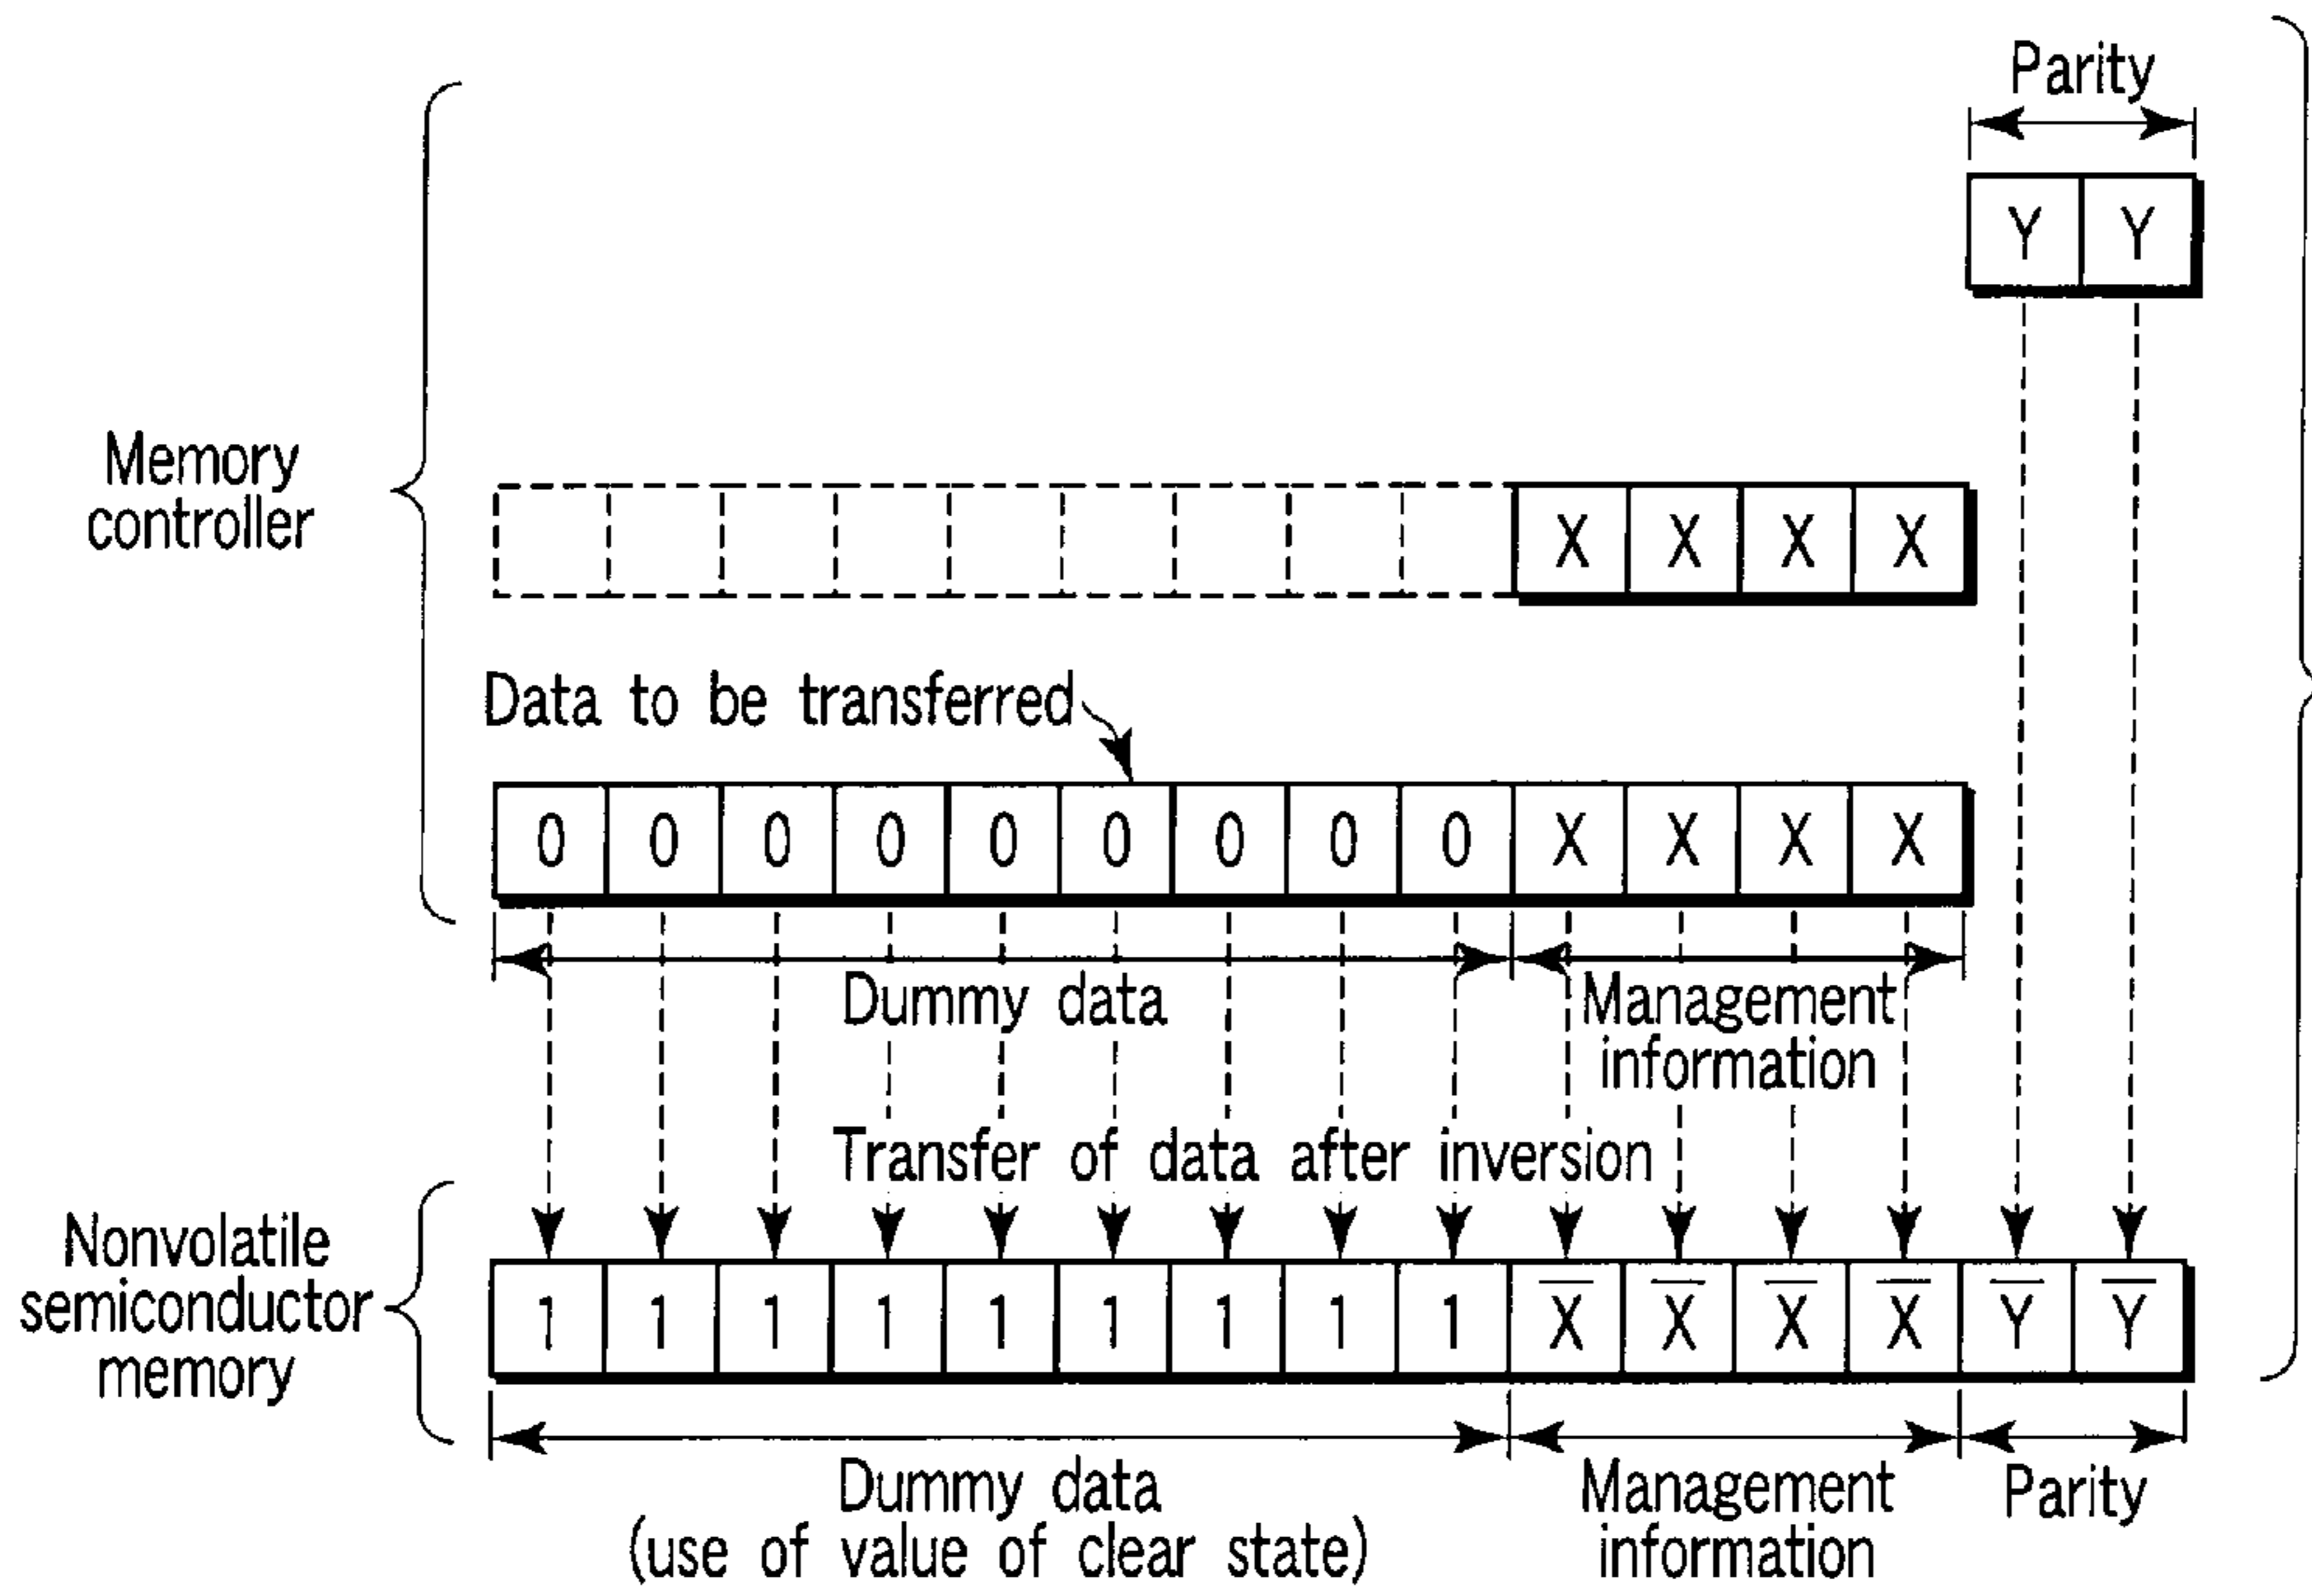 Parity
Y Y
Memory
controller
X X X X
Data to be transferred
0 0 0 0 0 0 0 0 0 X X X X
Dummy data
Management
information
Transfer of data after inversion
Nonvolatile
semiconductor
memory
1 1 1 1 1 1 1 1 1 X̅ X̅ X̅ X̅ Y̅ Y̅
Dummy data
(use of value of clear state)
Management
information
Parity